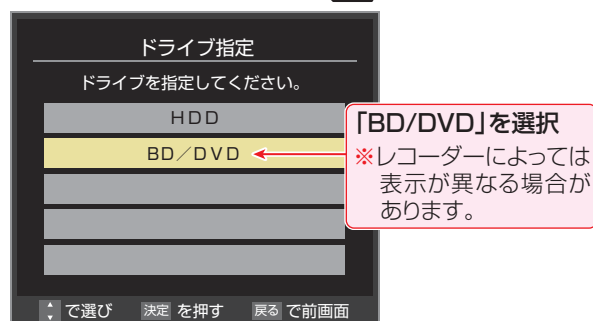 ドライブ指定
ドライブを指定してください。
HDD
BD／DVD
「BD/DVD」を選択
※レコーダーによっては
表示が異なる場合が
あります。
で選び 決定 を押す 戻る で前画面